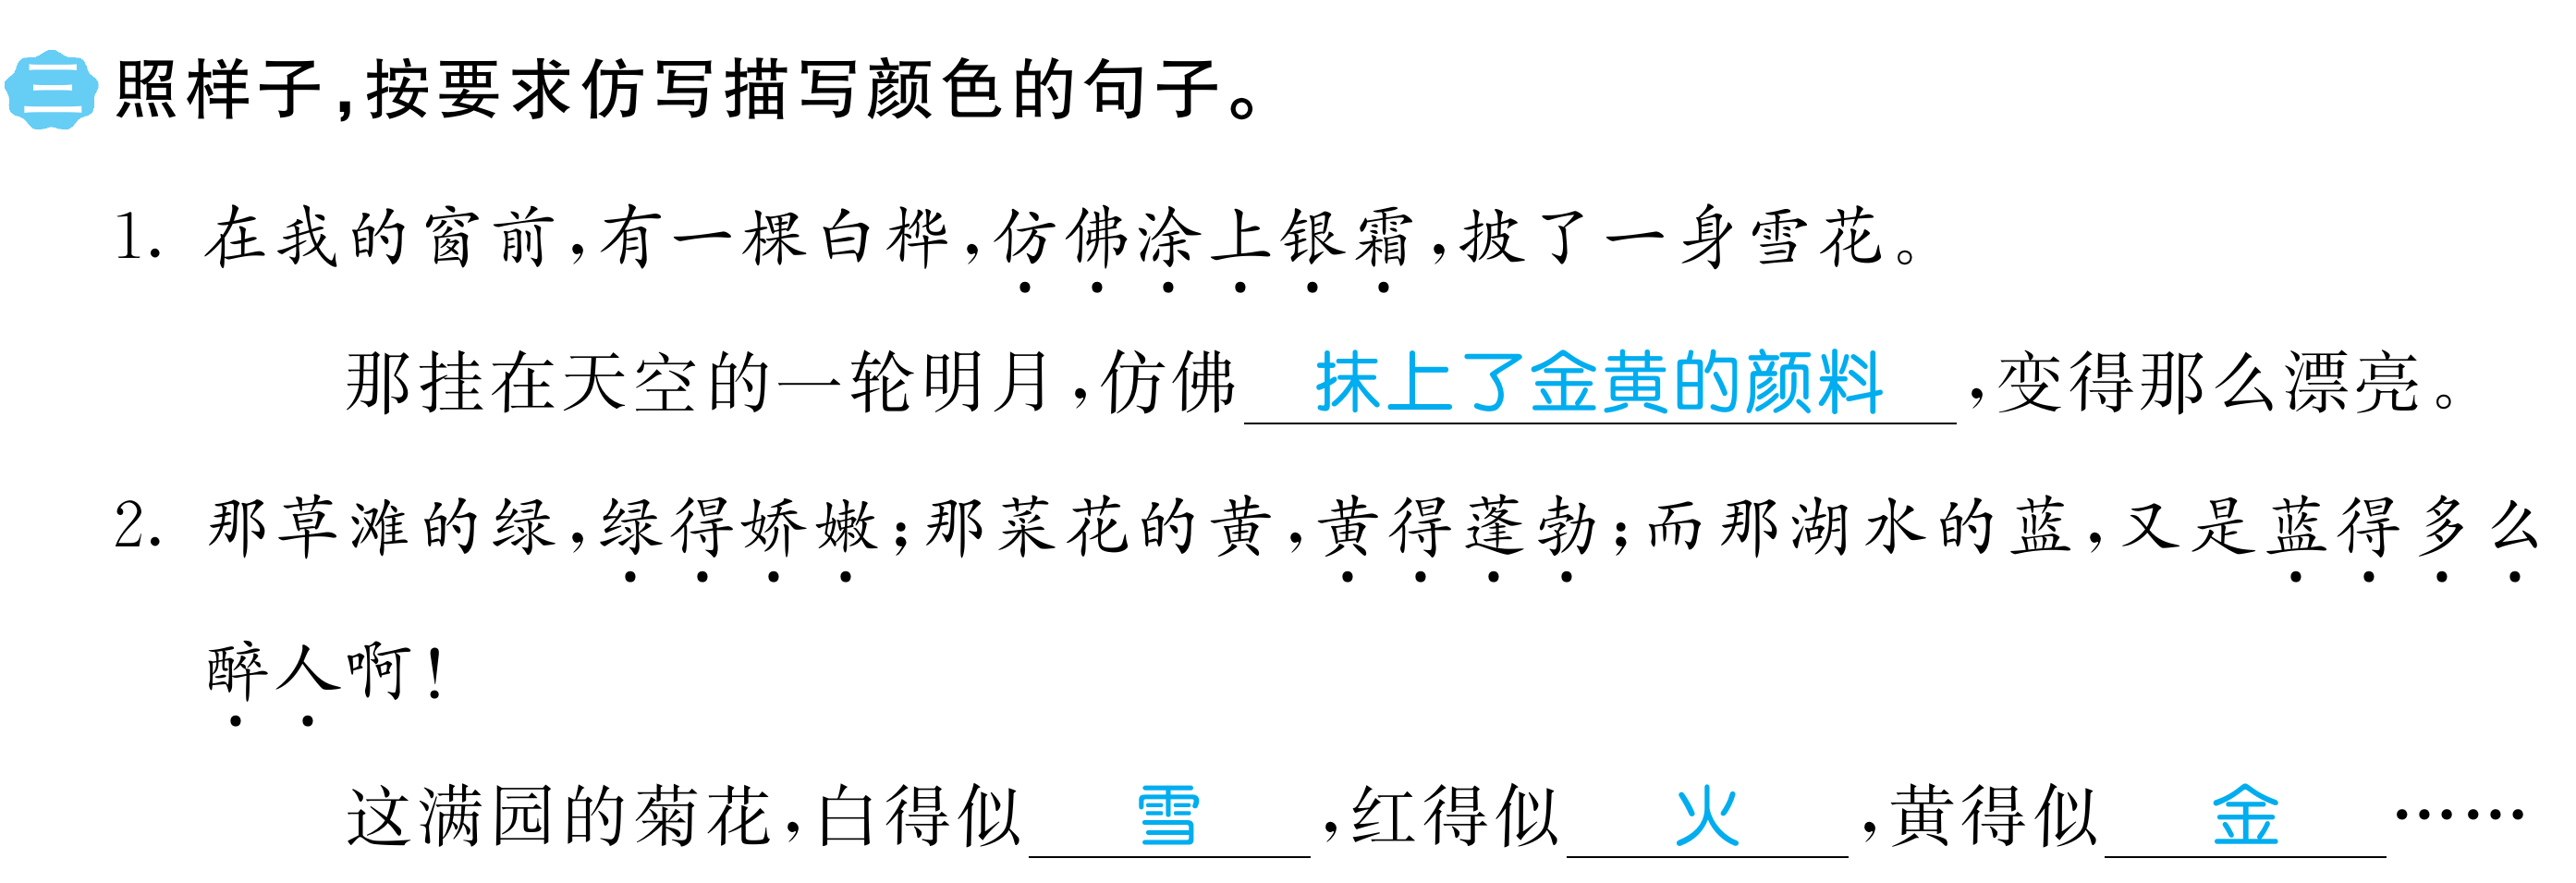 三 照样子,按要求仿写描写颜色的句子。
1. 在我的窗前,有一棵白桦,仿佛涂上银霜,披了一身雪花。
那挂在天空的一轮明月,仿佛 抹上了金黄的颜料 ,变得那么漂亮。
2. 那草滩的绿,绿得娇嫩;那菜花的黄,黄得蓬勃;而那湖水的蓝,又是蓝得多么
醉人啊!
这满园的菊花,白得似 雪 ,红得似 火 ,黄得似 金 ……